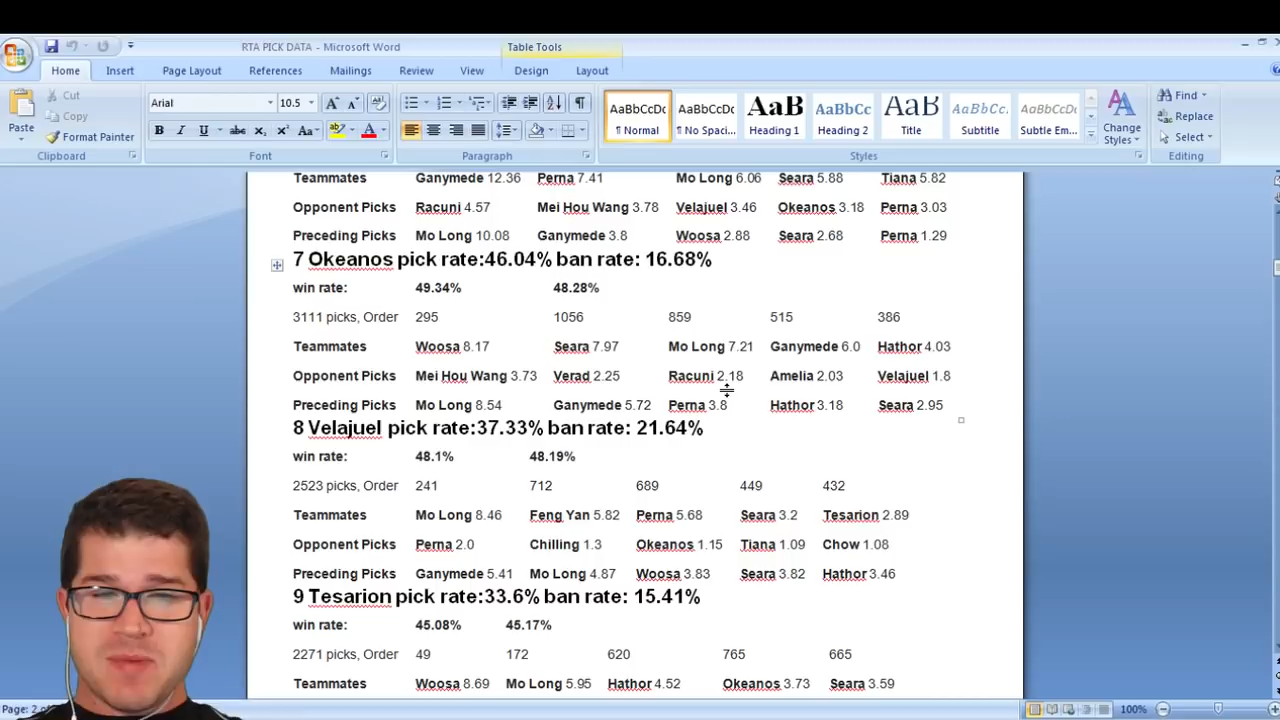 RTA PICK DATA - Microsoft Word
Table Tools
Home Insert Page Layout References Mailings Review View Design Layout
Paste
Cut
Copy
Format Painter
Clipboard
Arial 10.5
Font
Paragraph
AaBbCcDc AaBbCcDc AaB AaBbCc AaB AaBbCcDc AaBbCcDc
¶ Normal ¶ No Spaci... Heading 1 Heading 2 Title Subtitle Subtle Em...
Styles
Change Styles
Find
Replace
Select
Editing
Teammates Ganymede 12.36 Perna 7.41 Mo Long 6.06 Seara 5.88 Tiana 5.82
Opponent Picks Racuni 4.57 Mei Hou Wang 3.78 Velajuel 3.46 Okeanos 3.18 Perna 3.03
Preceding Picks Mo Long 10.08 Ganymede 3.8 Woosa 2.88 Seara 2.68 Perna 1.29
7 Okeanos pick rate:46.04% ban rate: 16.68%
win rate: 49.34% 48.28%
3111 picks, Order 295 1056 859 515 386
Teammates Woosa 8.17 Seara 7.97 Mo Long 7.21 Ganymede 6.0 Hathor 4.03
Opponent Picks Mei Hou Wang 3.73 Verad 2.25 Racuni 2.18 Amelia 2.03 Velajuel 1.8
Preceding Picks Mo Long 8.54 Ganymede 5.72 Perna 3.8 Hathor 3.18 Seara 2.95
8 Velajuel pick rate:37.33% ban rate: 21.64%
win rate: 48.1% 48.19%
2523 picks, Order 241 712 689 449 432
Teammates Mo Long 8.46 Feng Yan 5.82 Perna 5.68 Seara 3.2 Tesarion 2.89
Opponent Picks Perna 2.0 Chilling 1.3 Okeanos 1.15 Tiana 1.09 Chow 1.08
Preceding Picks Ganymede 5.41 Mo Long 4.87 Woosa 3.83 Seara 3.82 Hathor 3.46
9 Tesarion pick rate:33.6% ban rate: 15.41%
win rate: 45.08% 45.17%
2271 picks, Order 49 172 620 765 665
Teammates Woosa 8.69 Mo Long 5.95 Hathor 4.52 Okeanos 3.73 Seara 3.59
Page: 2 100%